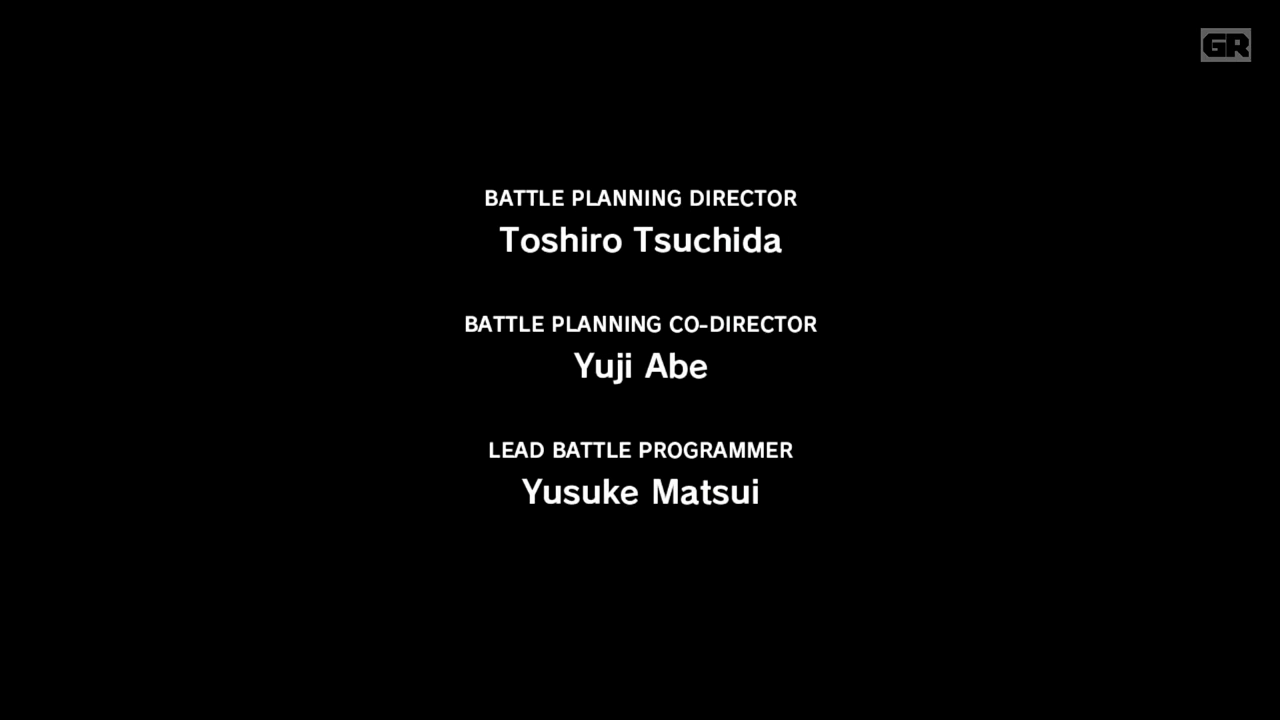 GR
BATTLE PLANNING DIRECTOR
Toshiro Tsuchida
BATTLE PLANNING CO-DIRECTOR
Yuji Abe
LEAD BATTLE PROGRAMMER
Yusuke Matsui